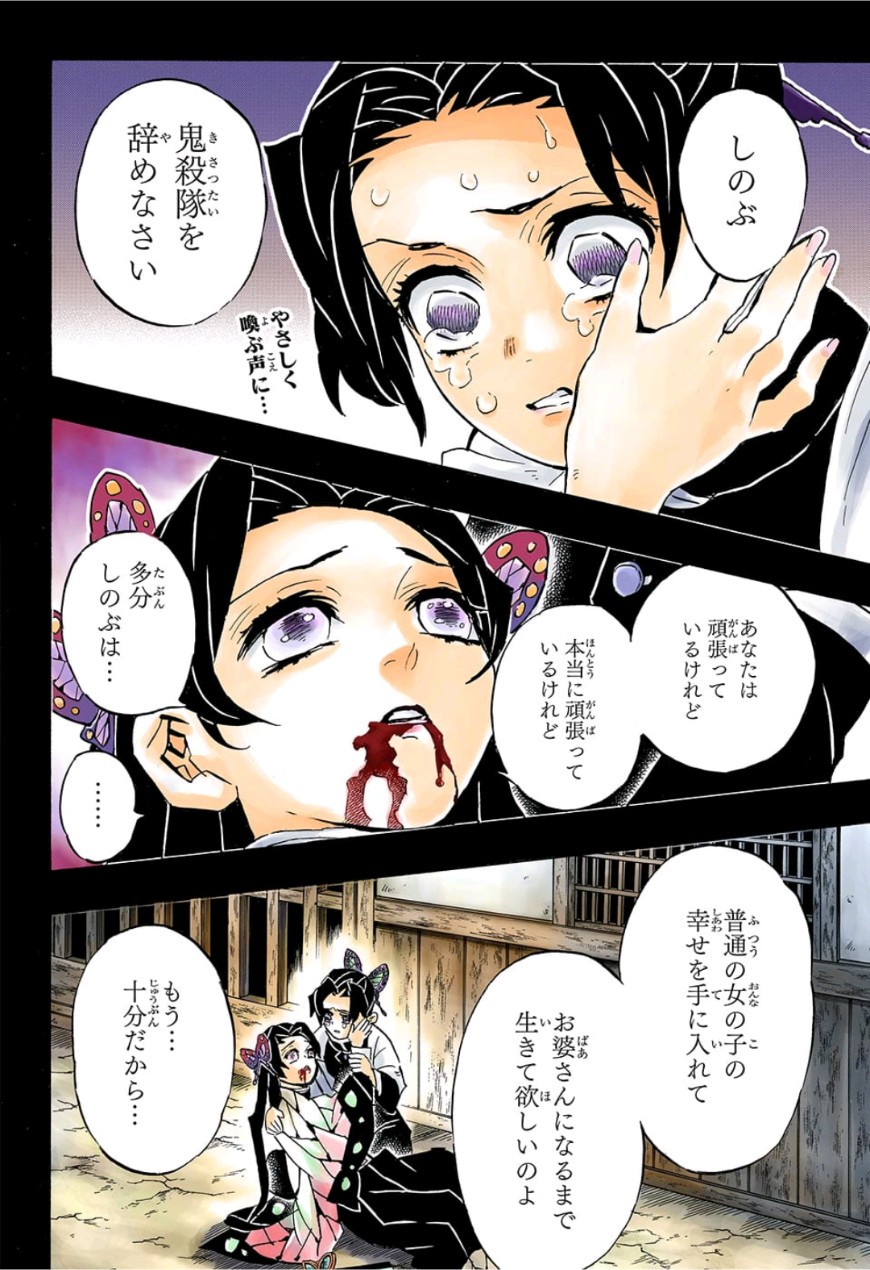 しのぶ
鬼殺隊を
辞めなさい
やさしく
喚ぶ声に…
あなたは
頑張って
いるけれど
本当に頑張って
いるけれど
多分
しのぶは…
……
普通の女の子の
幸せを手に入れて
お婆さんになるまで
生きて欲しいのよ
もう…
十分だから…